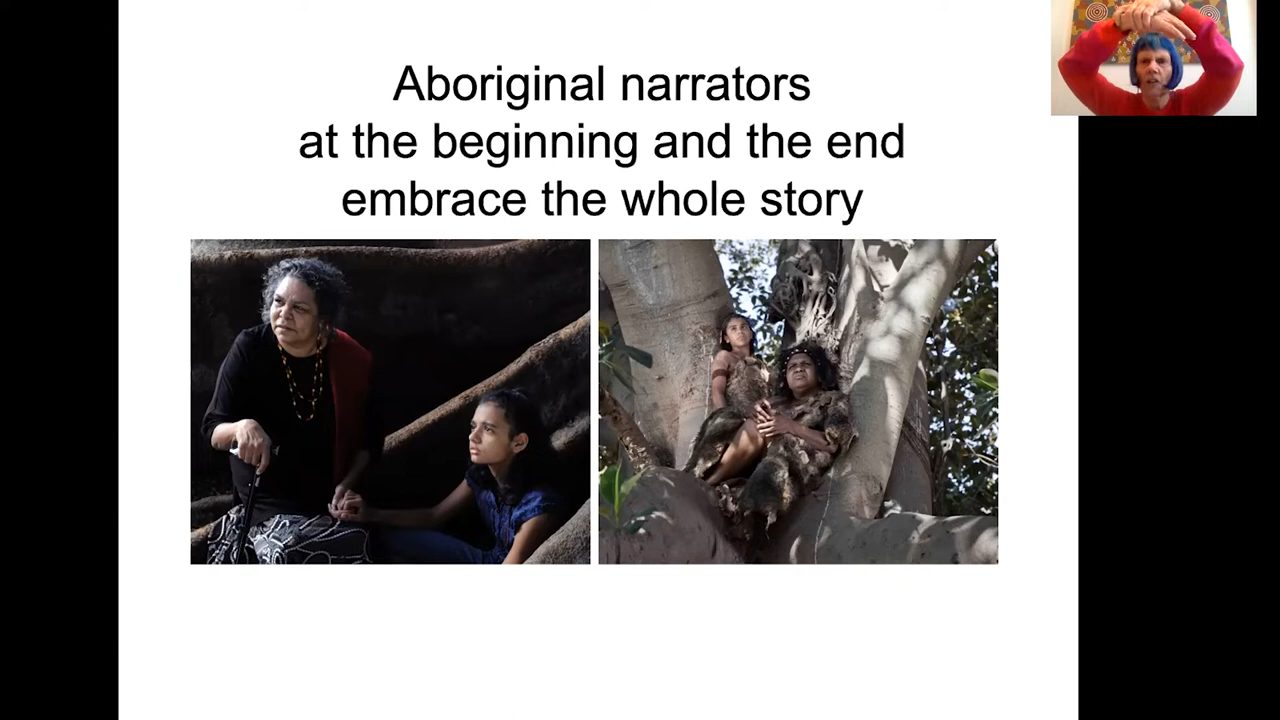 Aboriginal narrators
at the beginning and the end
embrace the whole story